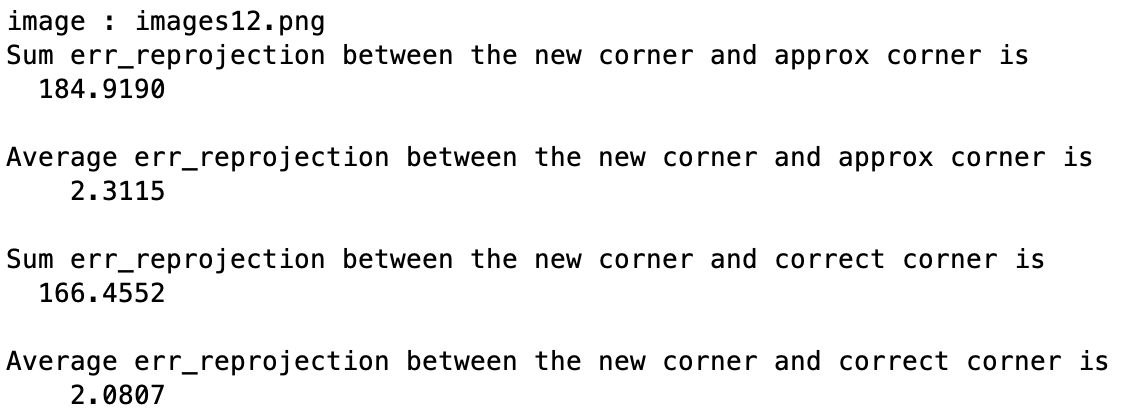 image : images12.png
Sum err_reprojection between the new corner and approx corner is
184.9190
Average err_reprojection between the new corner and approx corner is
2.3115
Sum err_reprojection between the new corner and correct corner is
166.4552
Average err_reprojection between the new corner and correct corner is
2.0807